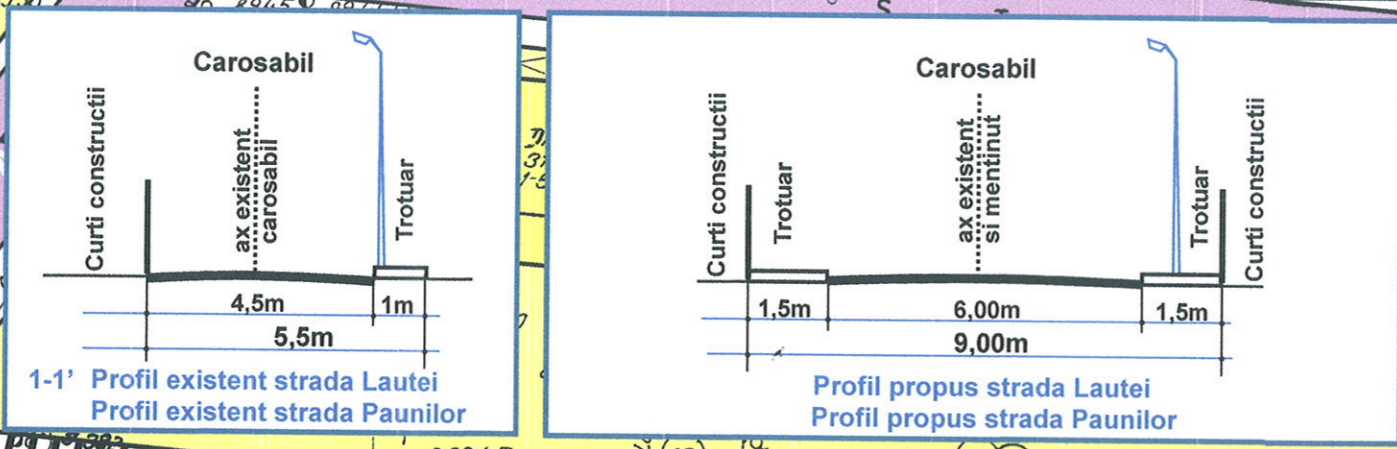 Carosabil
Curti constructii
ax existent
carosabil
Trotuar
4,5m
1m
5,5m
1-1' Profil existent strada Lautei
Profil existent strada Paunilor
Carosabil
Curti constructii
Trotuar
ax existent
si mentinut
Trotuar
Curti constructii
1,5m
6,00m
1,5m
9,00m
Profil propus strada Lautei
Profil propus strada Paunilor